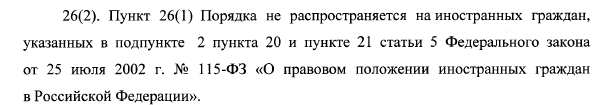 26(2). Пункт 26(1) Порядка не распространяется на иностранных граждан,
указанных в подпункте 2 пункта 20 и пункте 21 статьи 5 Федерального закона
от 25 июля 2002 г. № 115-ФЗ «О правовом положении иностранных граждан
в Российской Федерации».